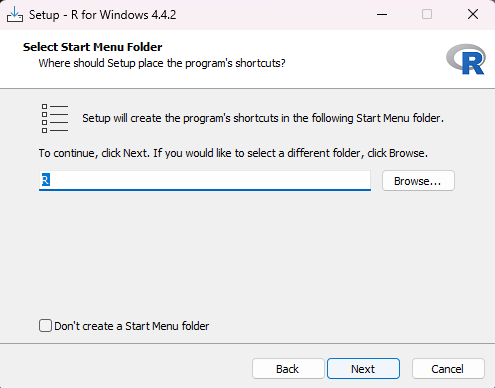 Setup - R for Windows 4.4.2
Select Start Menu Folder
Where should Setup place the program's shortcuts?
R
Setup will create the program's shortcuts in the following Start Menu folder.
To continue, click Next. If you would like to select a different folder, click Browse.
R
Browse...
Don't create a Start Menu folder
Back
Next
Cancel